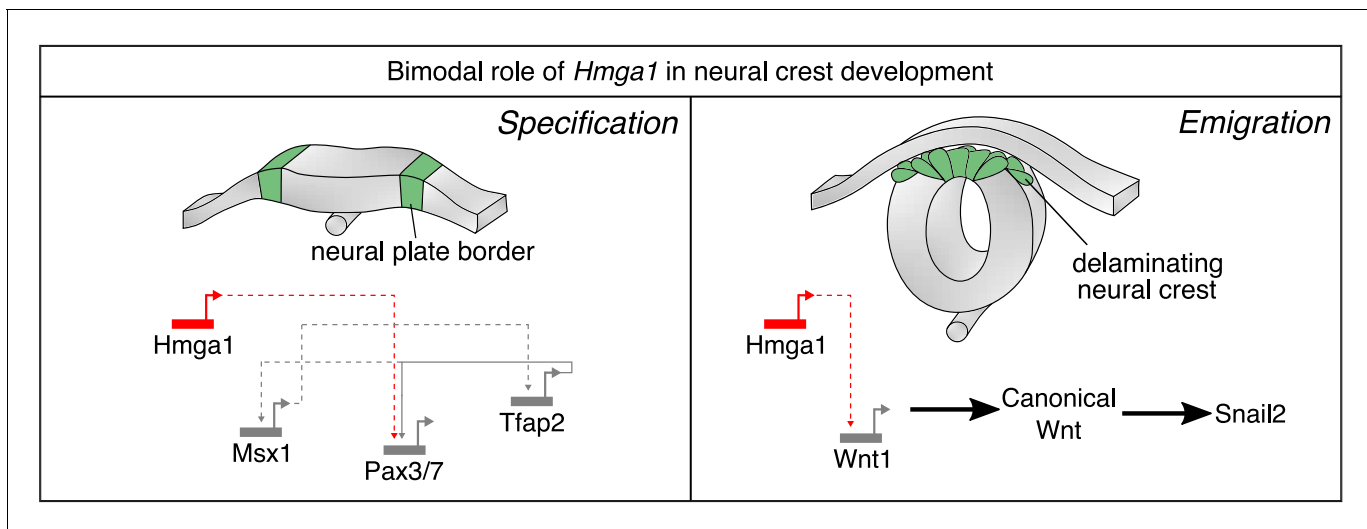 Bimodal role of Hmga1 in neural crest development
Specification
neural plate border
Hmga1
Msx1
Pax3/7
Tfap2
Emigration
delaminating
neural crest
Hmga1
Wnt1
Canonical
Wnt
Snail2